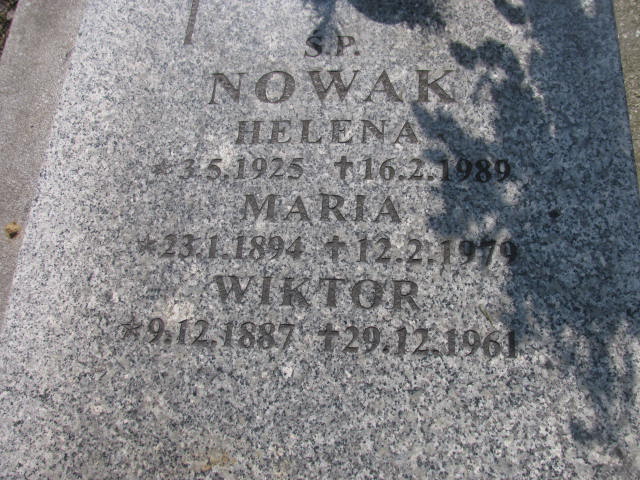 Ś.P.
NOWAK
HELENA
*3.5.1925 †16.2.1989
MARIA
*23.1.1894 †12.2.1979
WIKTOR
*9.12.1887 †29.12.1961